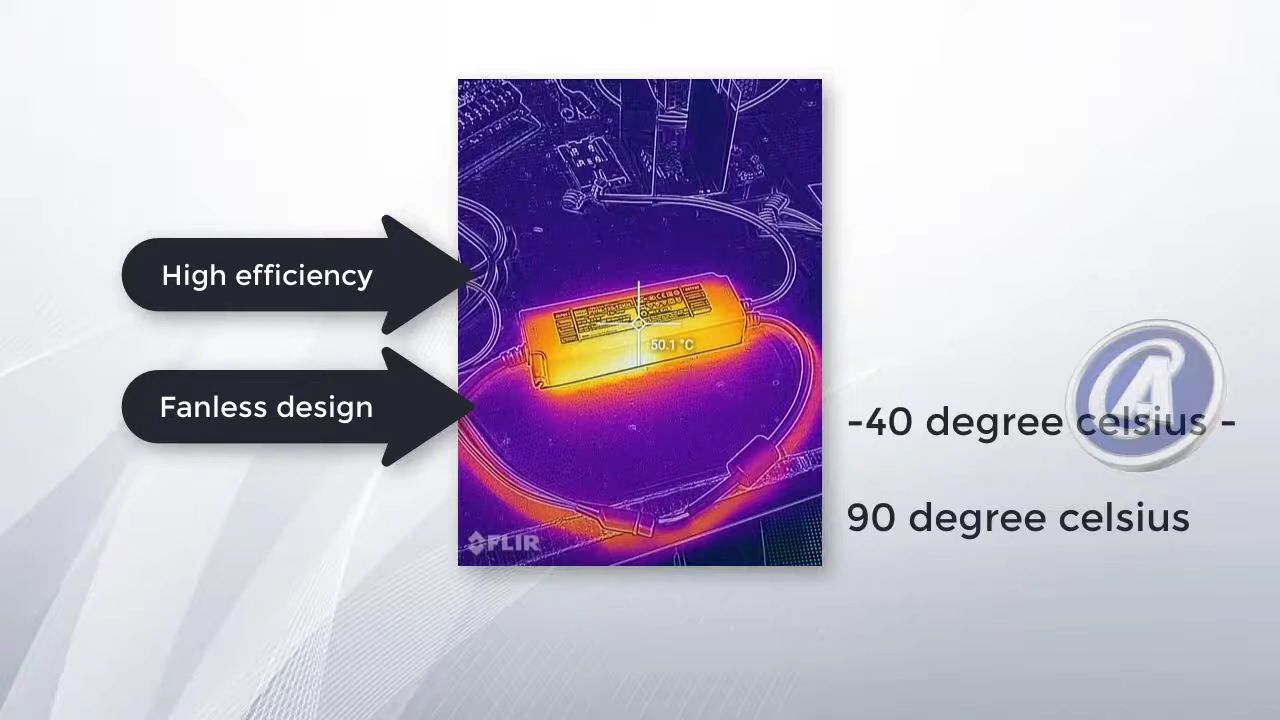 High efficiency
Fanless design
50.1 °C
FLIR
-40 degree celsius -
90 degree celsius